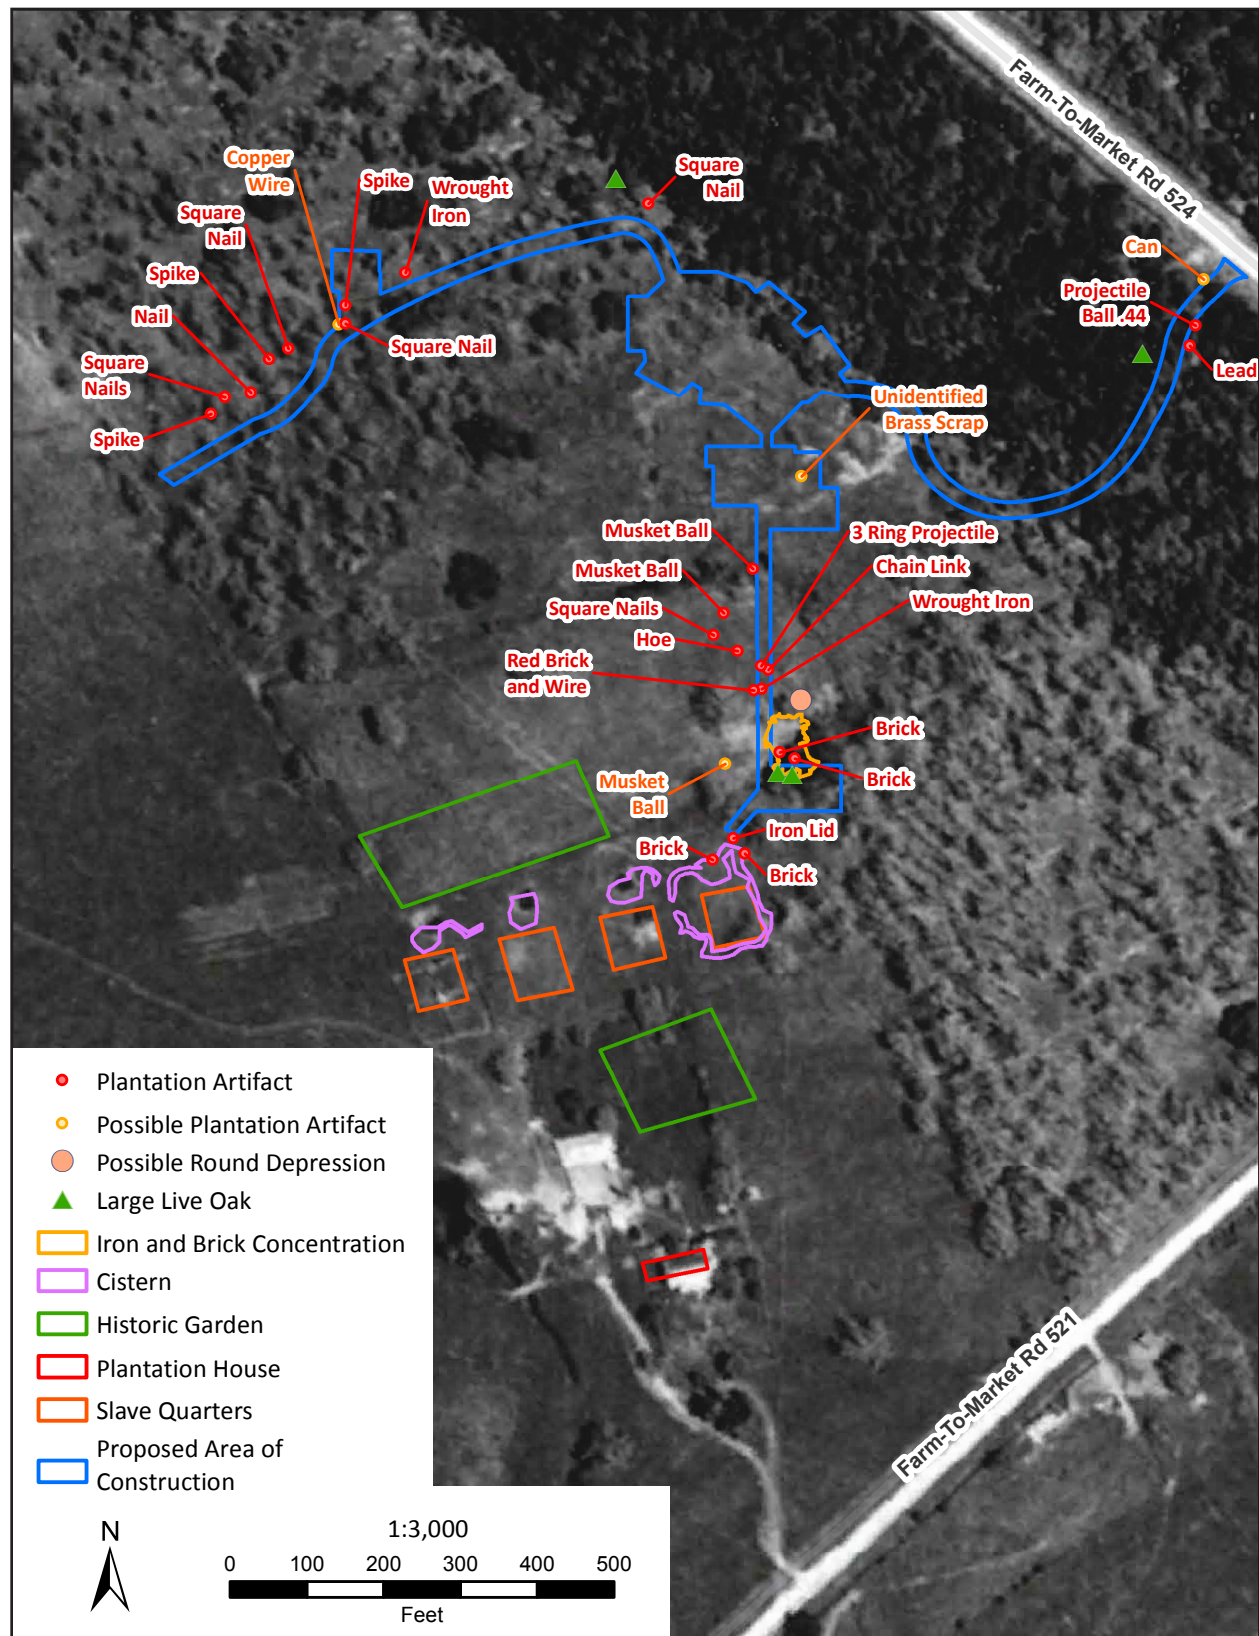 Farm-To-Market Rd 524
Copper
Wire
Spike
Wrought
Iron
Square
Nail
Square
Nail
Spike
Nail
Square
Nails
Spike
Square Nail
Can
Projectile
Ball .44
Lead
Unidentified
Brass Scrap
Musket Ball
3 Ring Projectile
Musket Ball
Chain Link
Square Nails
Wrought Iron
Hoe
Red Brick
and Wire
Brick
Brick
Musket
Ball
Iron Lid
Brick
Brick
Farm-To-Market Rd 521
Plantation Artifact
Possible Plantation Artifact
Possible Round Depression
Large Live Oak
Iron and Brick Concentration
Cistern
Historic Garden
Plantation House
Slave Quarters
Proposed Area of
Construction
N
1:3,000
0 100 200 300 400 500
Feet